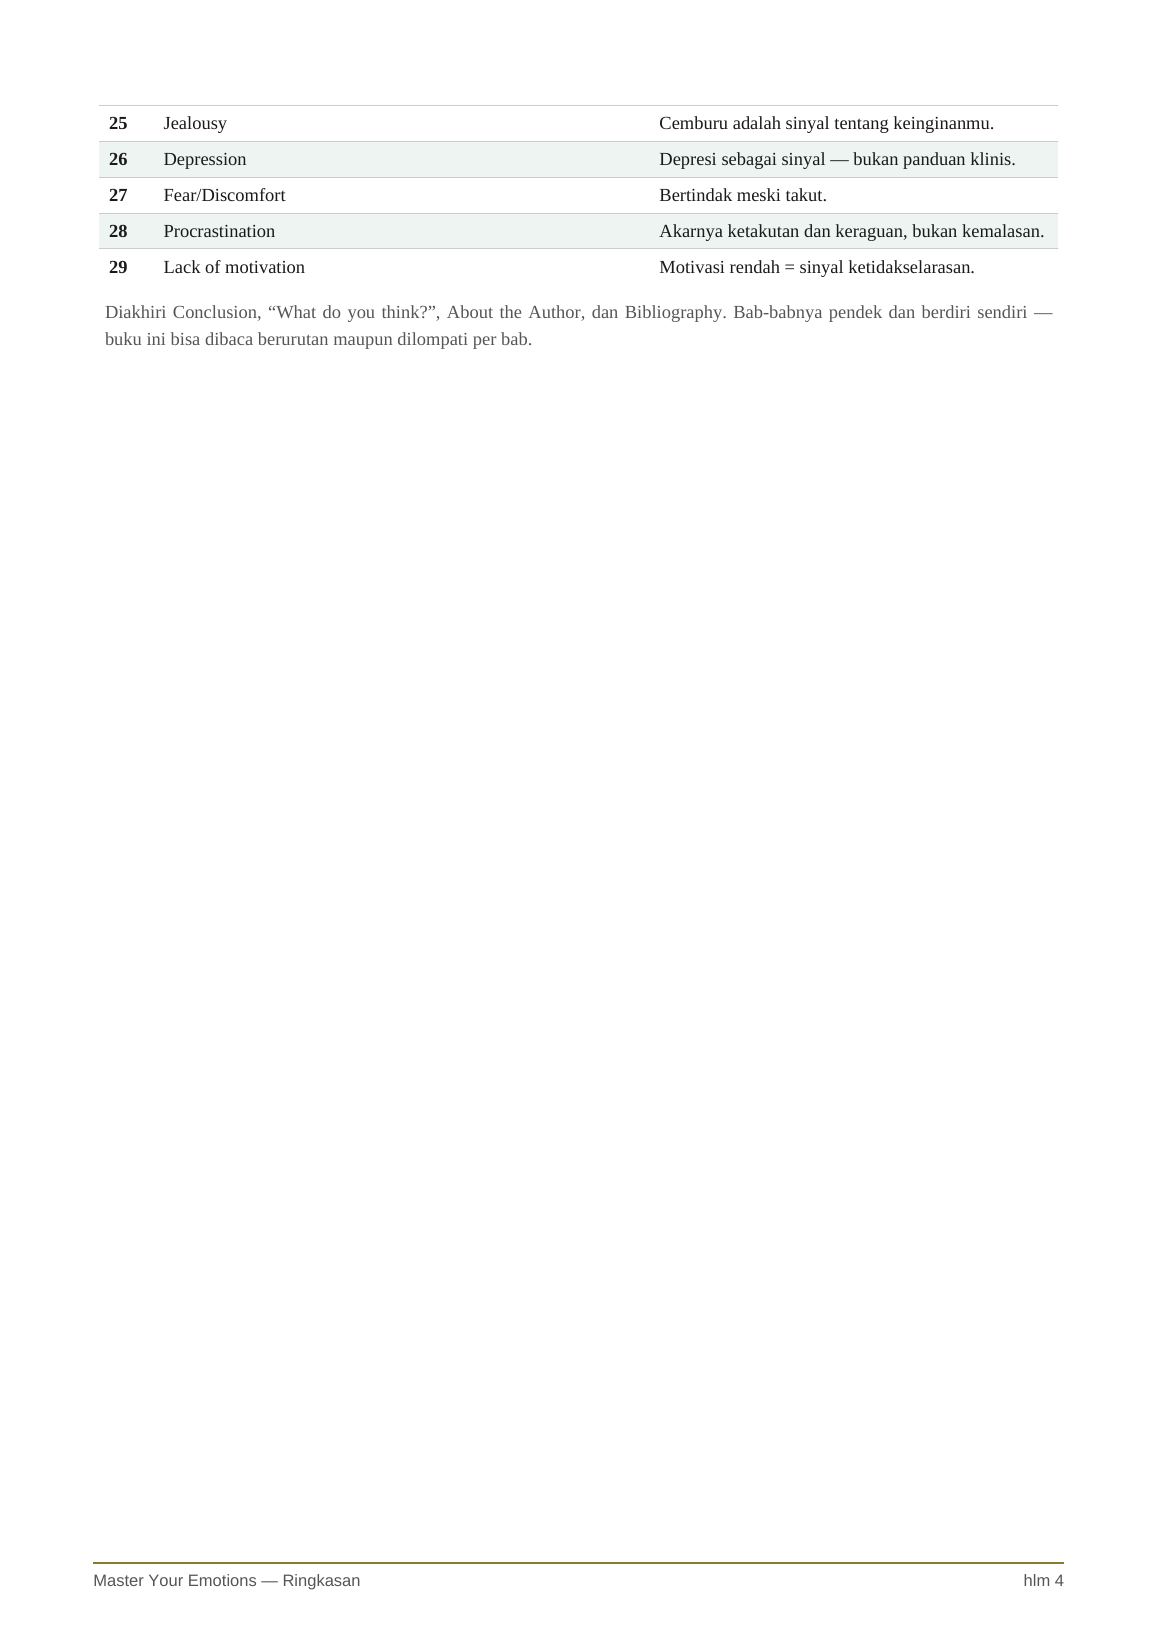 25 Jealousy Cemburu adalah sinyal tentang keinginanmu.
26 Depression Depresi sebagai sinyal — bukan panduan klinis.
27 Fear/Discomfort Bertindak meski takut.
28 Procrastination Akarnya ketakutan dan keraguan, bukan kemalasan.
29 Lack of motivation Motivasi rendah = sinyal ketidakselarasan.
Diakhiri Conclusion, “What do you think?”, About the Author, dan Bibliography. Bab-babnya pendek dan berdiri sendiri —
buku ini bisa dibaca berurutan maupun dilompati per bab.
Master Your Emotions — Ringkasan hlm 4